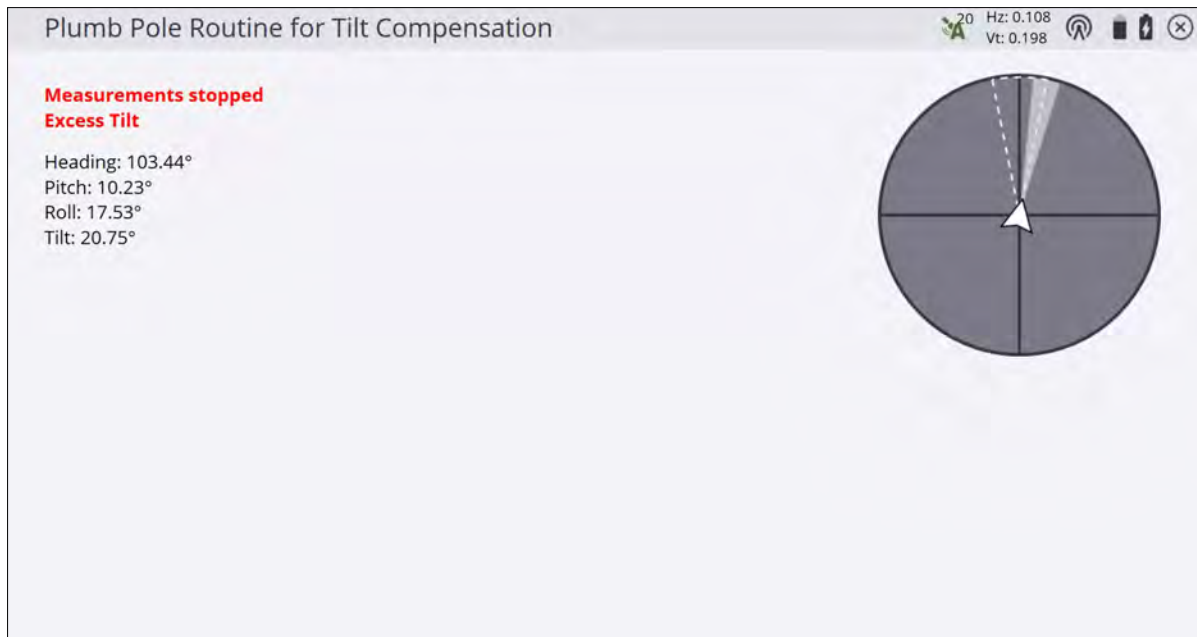 Plumb Pole Routine for Tilt Compensation
20
Hz: 0.108
Vt: 0.198
Measurements stopped
Excess Tilt
Heading: 103.44°
Pitch: 10.23°
Roll: 17.53°
Tilt: 20.75°